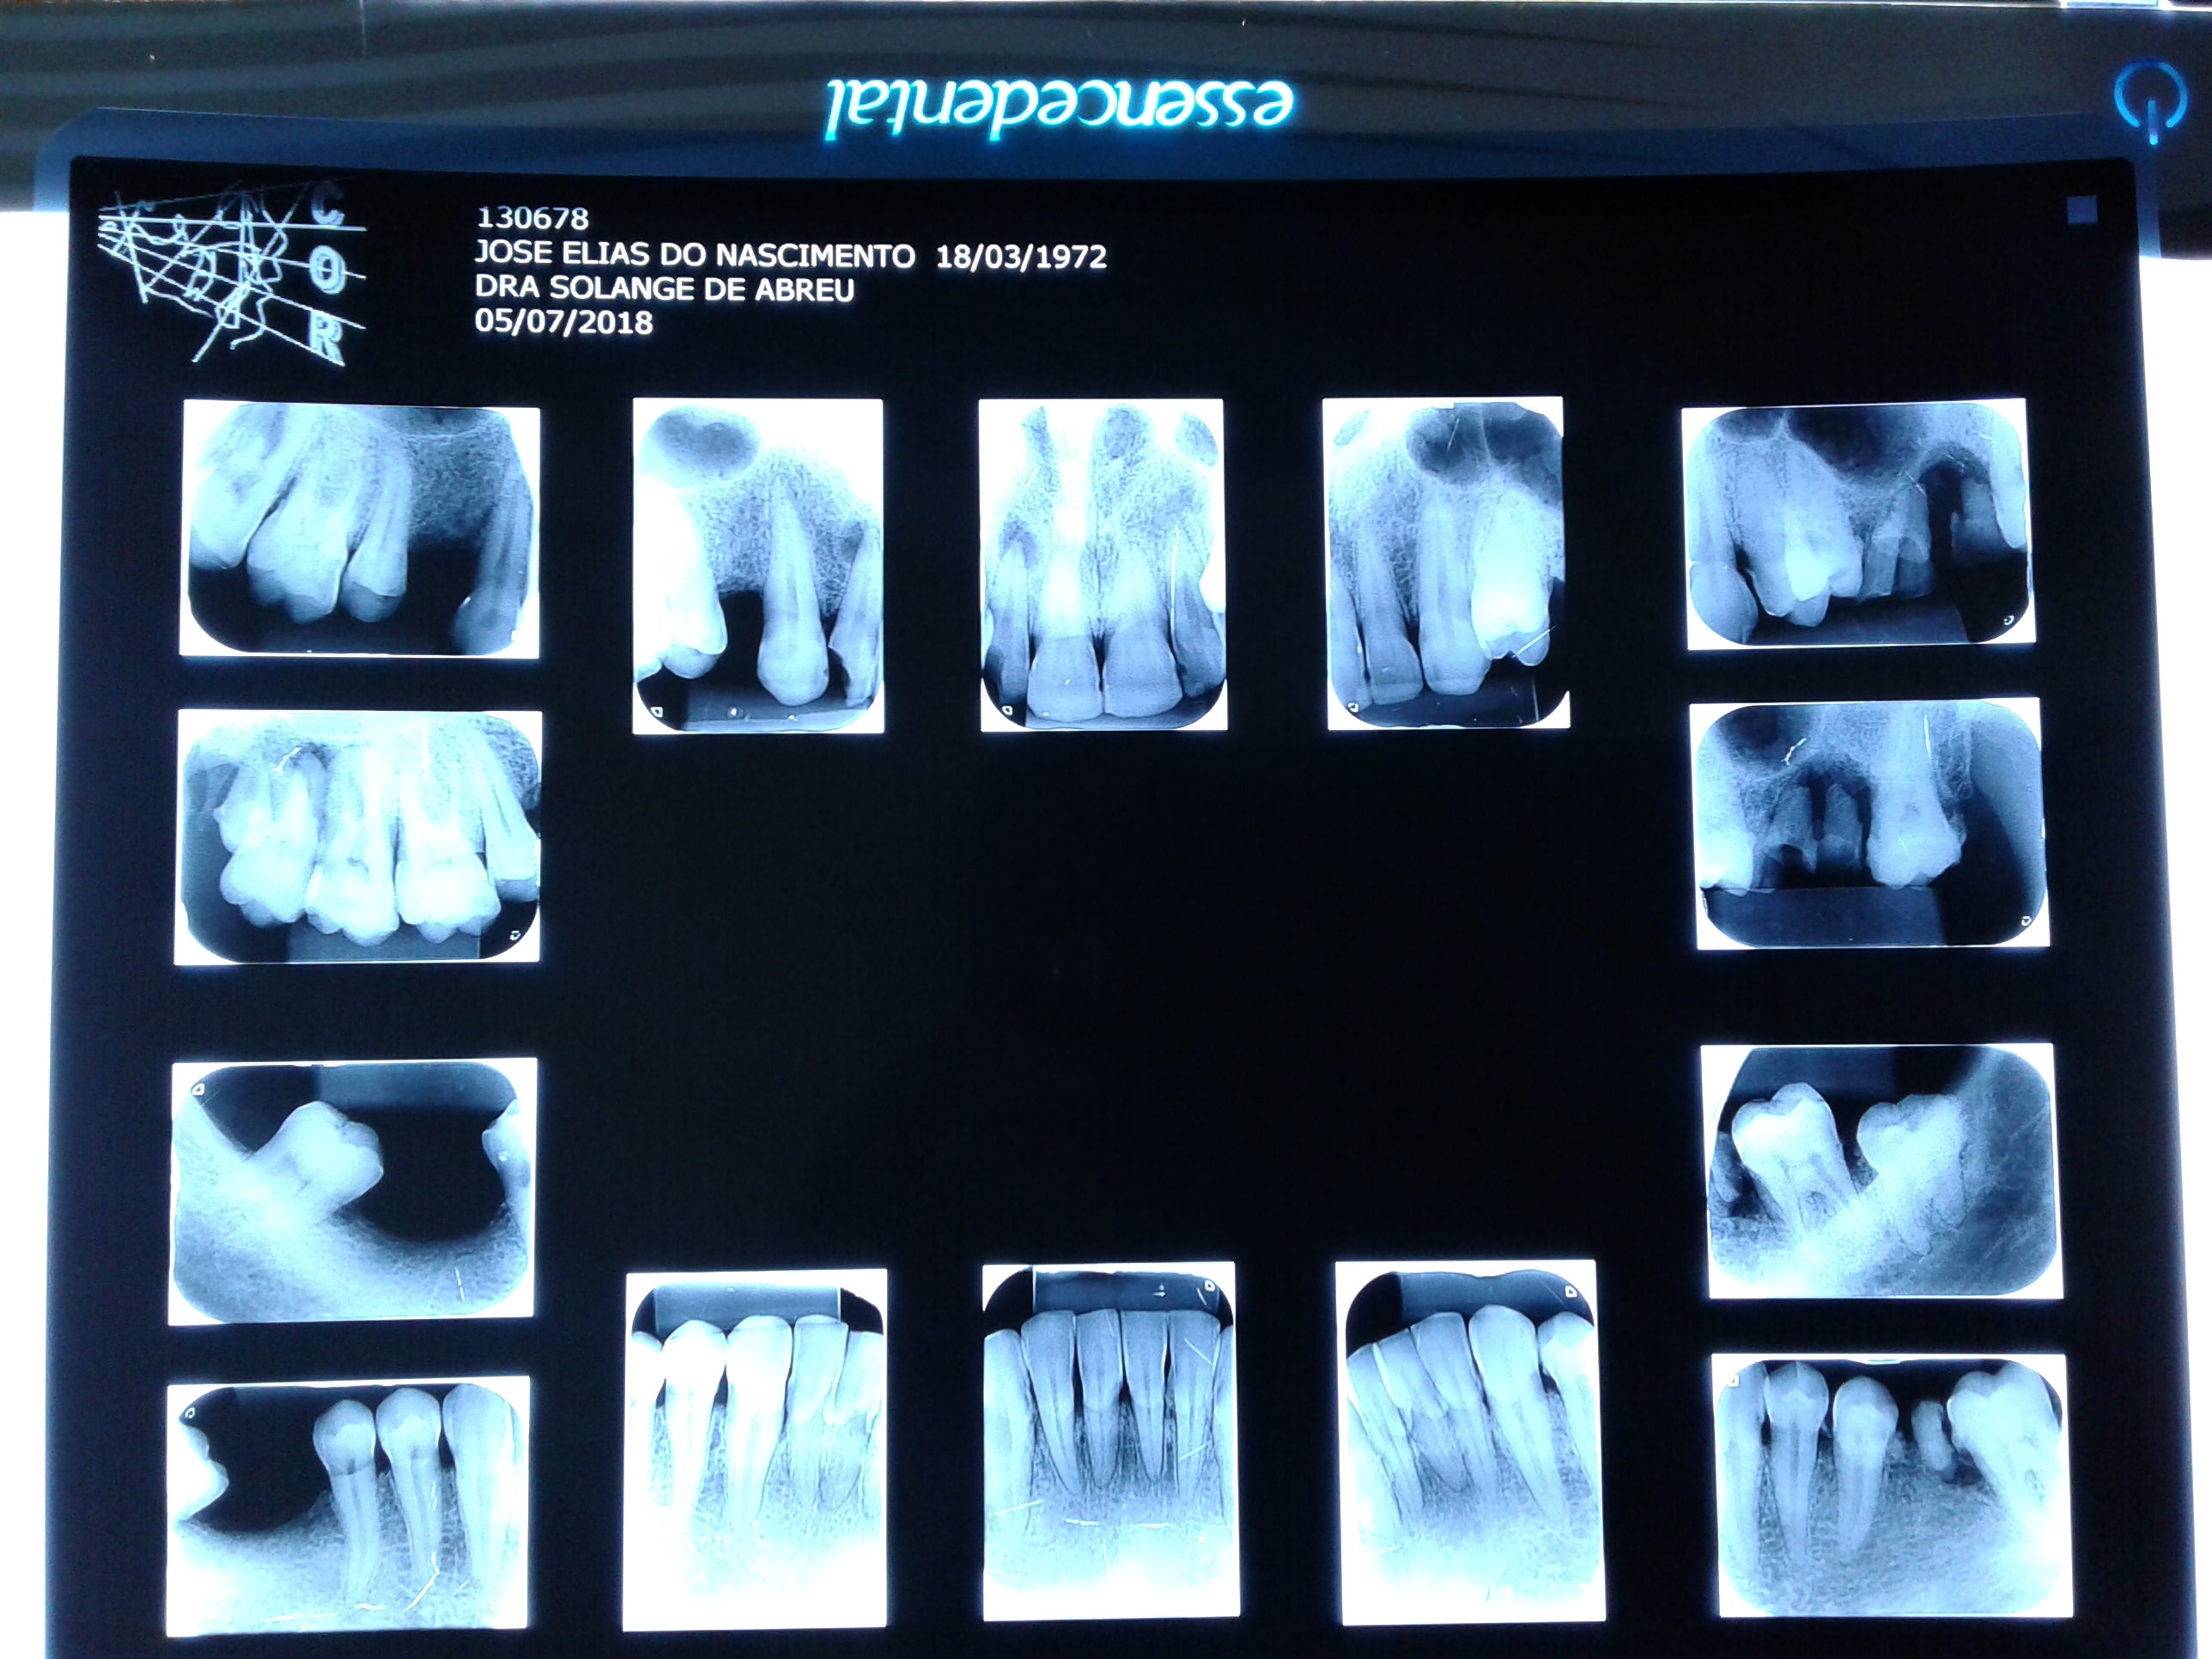 essencedental
C
O
R
130678
JOSE ELIAS DO NASCIMENTO 18/03/1972
DRA SOLANGE DE ABREU
05/07/2018